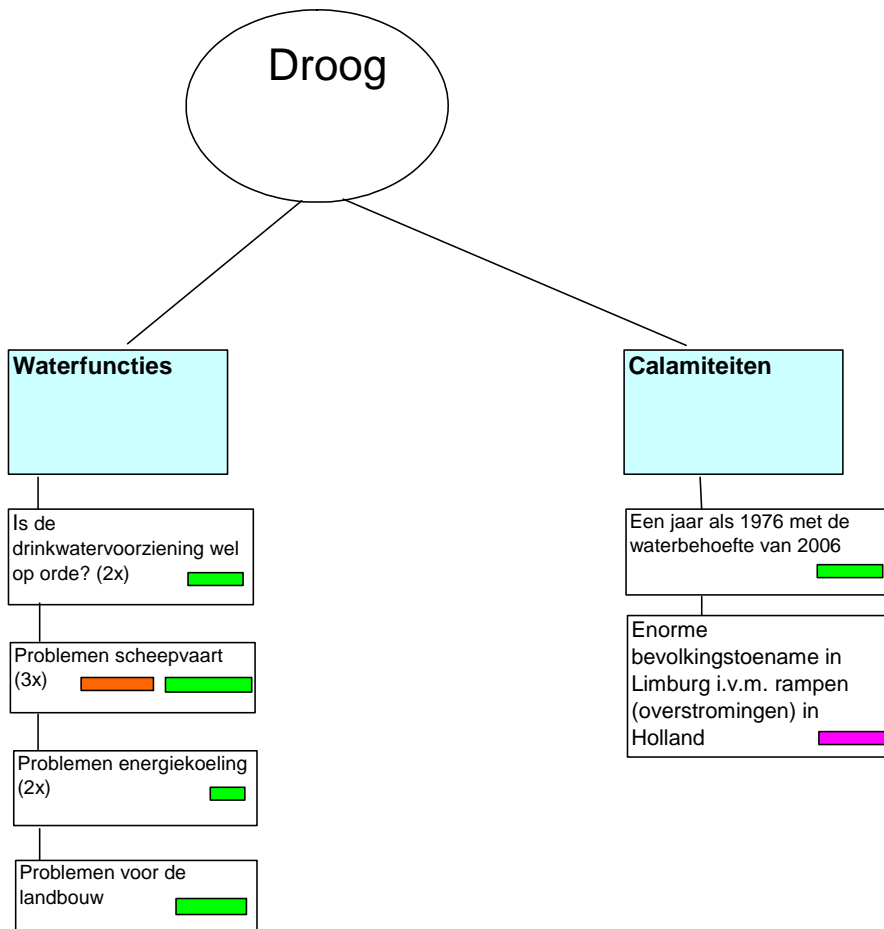 Droog
Waterfuncties
Is de
drinkwatervoorziening wel
op orde? (2x)
Problemen scheepvaart
(3x)
Problemen energiekoeling
(2x)
Problemen voor de
landbouw
Calamiteiten
Een jaar als 1976 met de
waterbehoefte van 2006
Enorme
bevolkingstoename in
Limburg i.v.m. rampen
(overstromingen) in
Holland